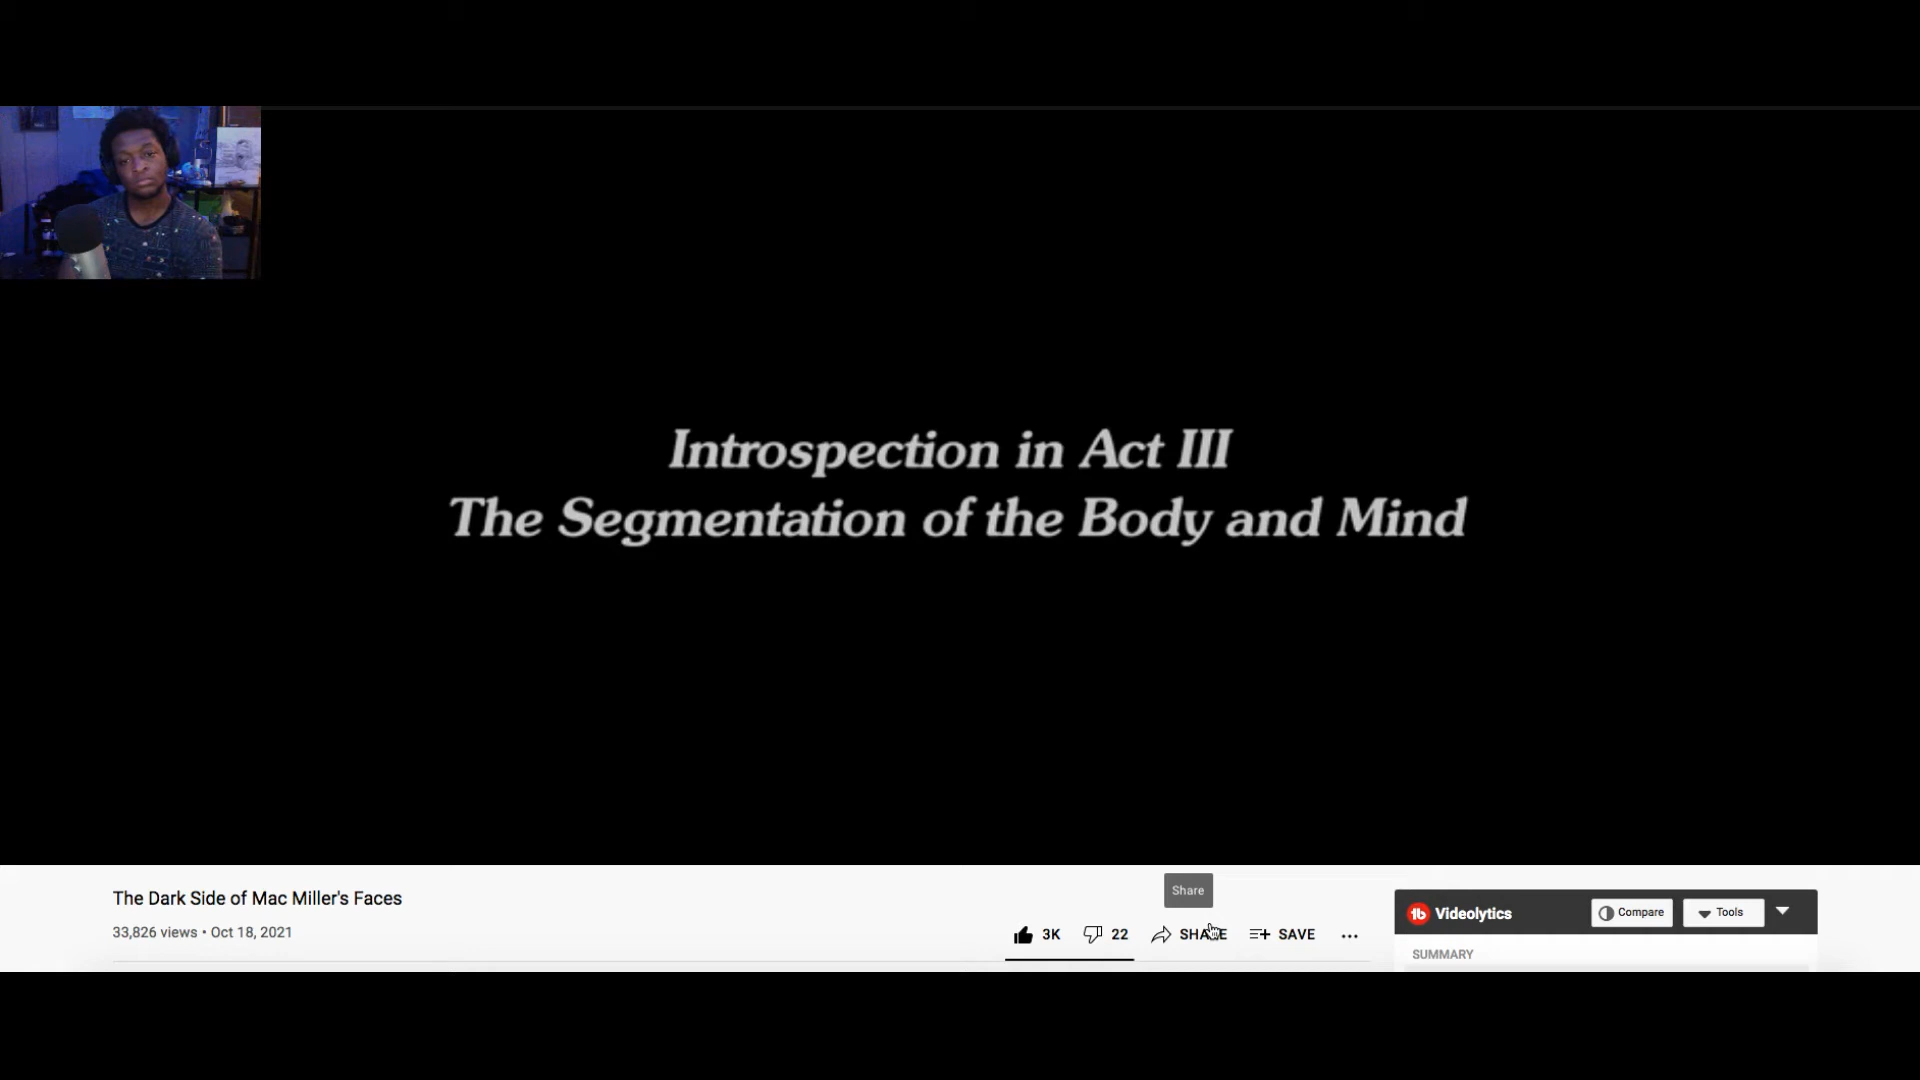 Introspection in Act III
The Segmentation of the Body and Mind
The Dark Side of Mac Miller's Faces
33,826 views • Oct 18, 2021
Share
3K 22 SHARE SAVE ...
tb Videolytics Compare Tools
SUMMARY